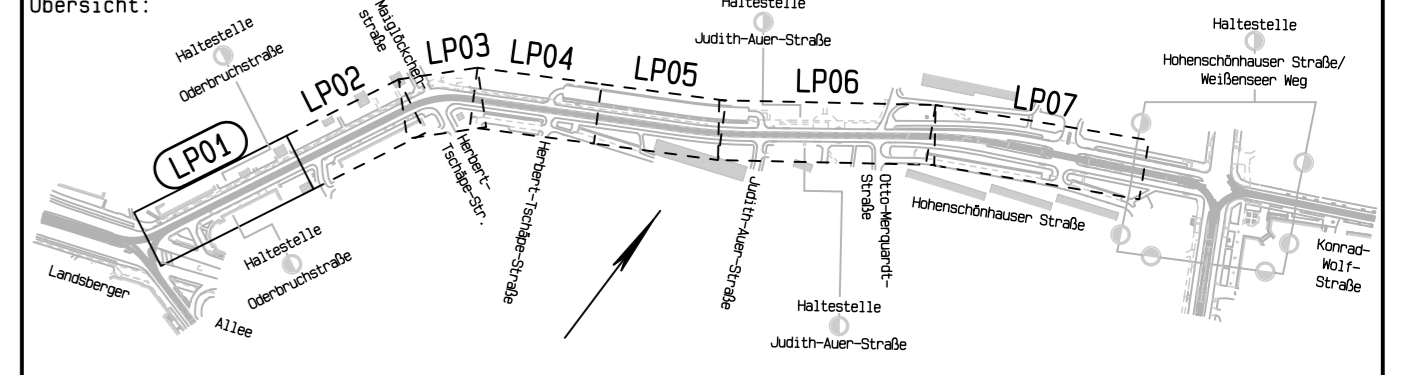 Übersicht:
Haltestelle
Oderbruchstraße
Maiglöckchen-
straße
LP01
LP02
LP03
LP04
LP05
LP06
LP07
Haltestelle
Judith-Auer-Straße
Haltestelle
Hohenschönhauser Straße/
Weißenseer Weg
Herbert-
Tschäpe-Str.
Herbert-Tschäpe-Straße
Judith-Auer-Straße
Otto-Marquardt-
Straße
Hohenschönhauser Straße
Haltestelle
Oderbruchstraße
Landsberger
Allee
Haltestelle
Judith-Auer-Straße
Konrad-
Wolf-
Straße